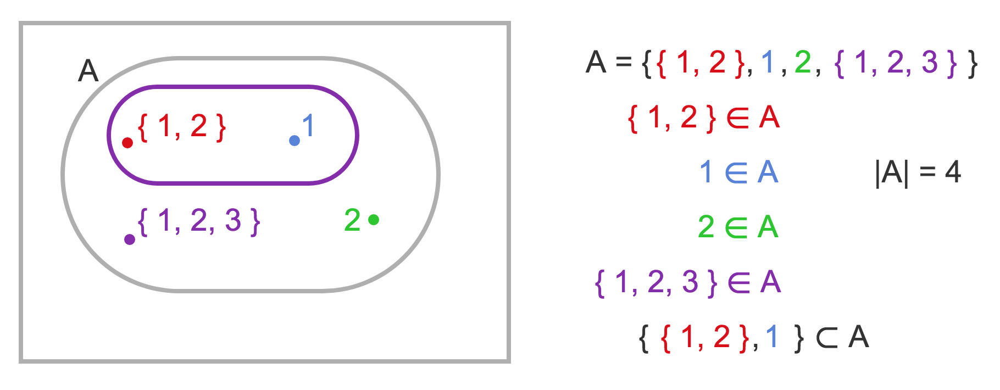 A
{ 1, 2 }
1
{ 1, 2, 3 }
2
A = { { 1, 2 }, 1 , 2 , { 1, 2, 3 } }
{ 1, 2 } ∈ A
1 ∈ A
|A| = 4
2 ∈ A
{ 1, 2, 3 } ∈ A
{ { 1, 2 }, 1 } ⊂ A